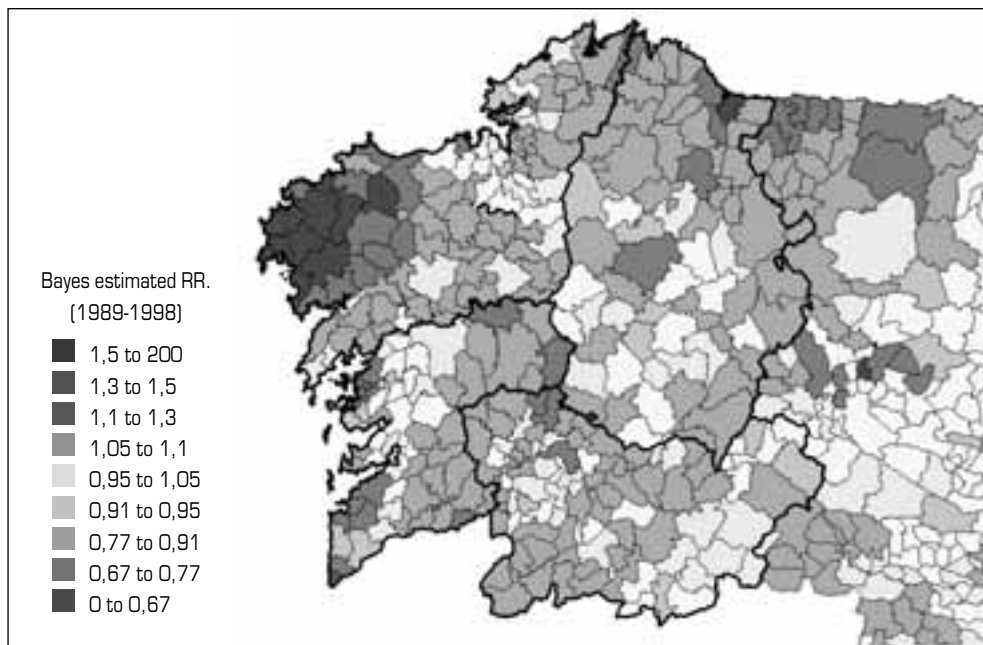 Bayes estimated RR.
(1989-1998)
1,5 to 200
1,3 to 1,5
1,1 to 1,3
1,05 to 1,1
0,95 to 1,05
0,91 to 0,95
0,77 to 0,91
0,67 to 0,77
0 to 0,67